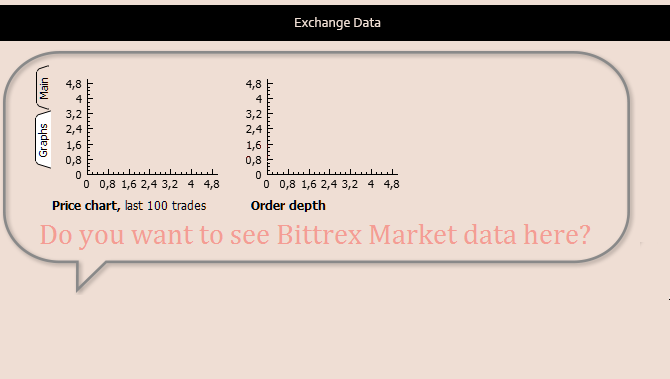 Exchange Data
Main
Graphs
4,8
4
3,2
2,4
1,6
0,8
0
0 0,8 1,6 2,4 3,2 4 4,8
Price chart, last 100 trades
4,8
4
3,2
2,4
1,6
0,8
0
0 0,8 1,6 2,4 3,2 4 4,8
Order depth
Do you want to see Bittrex Market data here?